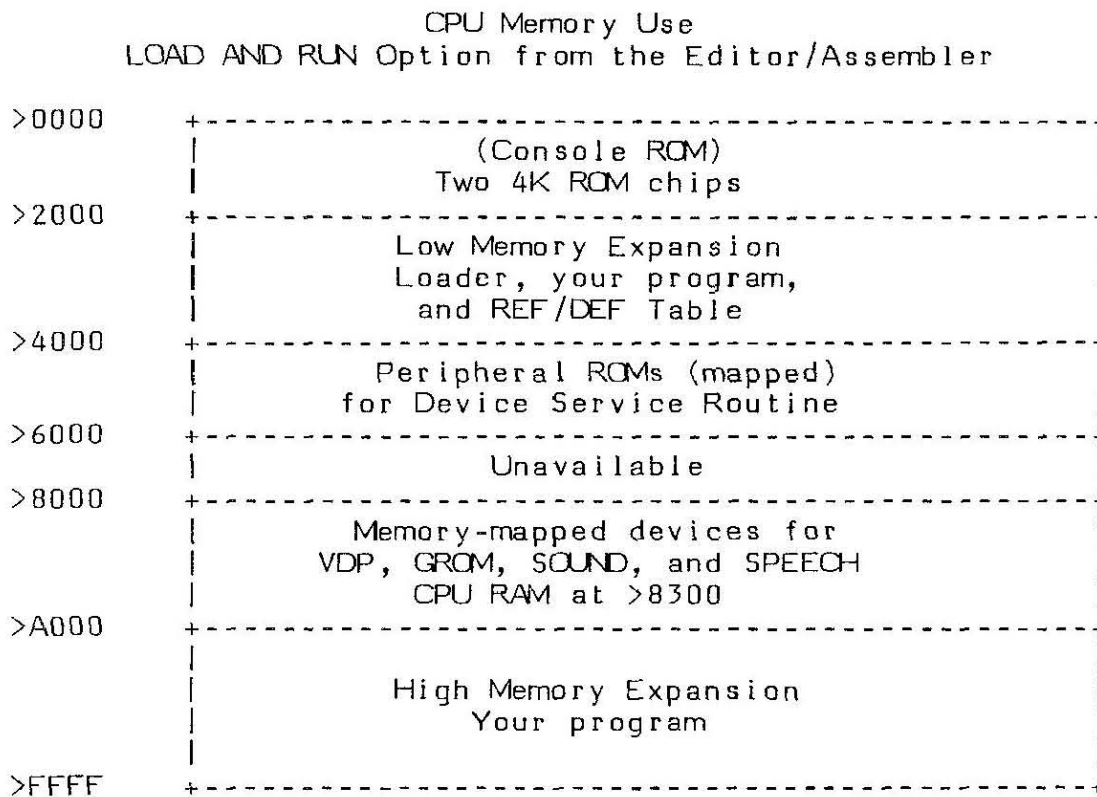 CPU Memory Use
LOAD AND RUN Option from the Editor/Assembler
>0000
(Console ROM)
Two 4K ROM chips
>2000
Low Memory Expansion
Loader, your program,
and REF/DEF Table
>4000
Peripheral ROMs (mapped)
for Device Service Routine
>6000
Unavailable
>8000
Memory-mapped devices for
VDP, GROM, SOUND, and SPEECH
CPU RAM at >8300
>A000
High Memory Expansion
Your program
>FFFF